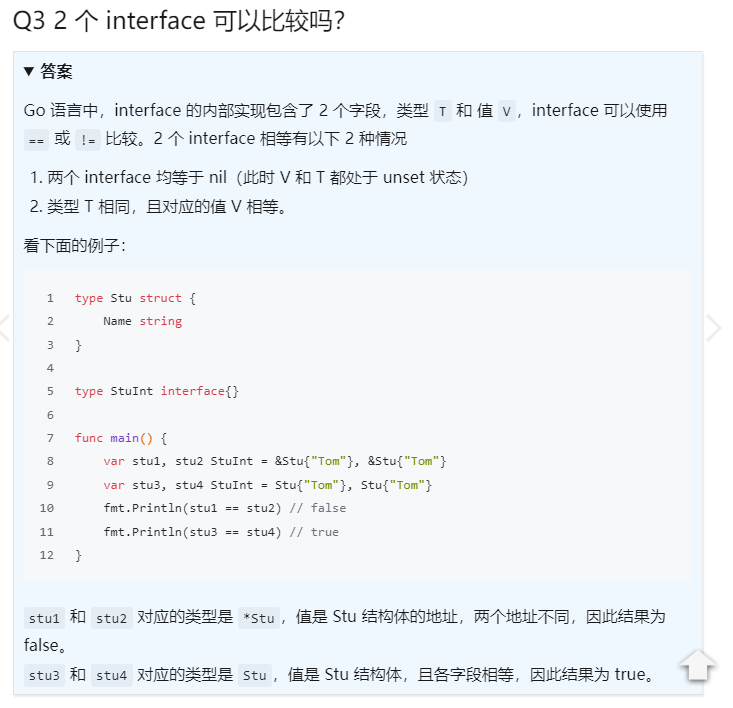 Q3 2 个 interface 可以比较吗？
▼ 答案
Go 语言中，interface 的内部实现包含了 2 个字段，类型 T 和 值 V，interface 可以使用
== 或 != 比较。2 个 interface 相等有以下 2 种情况
1. 两个 interface 均等于 nil（此时 V 和 T 都处于 unset 状态）
2. 类型 T 相同，且对应的值 V 相等。
看下面的例子：
1 type Stu struct {
2     Name string
3 }
4
5 type StuInt interface{}
6
7 func main() {
8     var stu1, stu2 StuInt = &Stu{"Tom"}, &Stu{"Tom"}
9     var stu3, stu4 StuInt = Stu{"Tom"}, Stu{"Tom"}
10     fmt.Println(stu1 == stu2) // false
11     fmt.Println(stu3 == stu4) // true
12 }
stu1 和 stu2 对应的类型是 *Stu，值是 Stu 结构体的地址，两个地址不同，因此结果为
false。
stu3 和 stu4 对应的类型是 Stu，值是 Stu 结构体，且各字段相等，因此结果为 true。